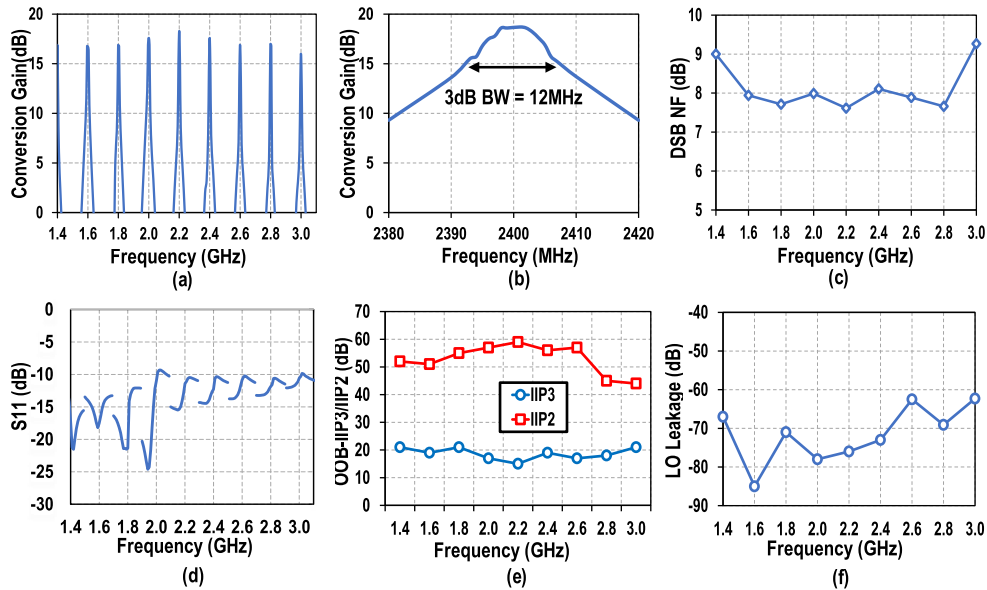 20
15
10
5
0
Conversion Gain(dB)
1.4 1.6 1.8 2.0 2.2 2.4 2.6 2.8 3.0
Frequency (GHz)
(a)
20
15
10
5
0
Conversion Gain(dB)
3dB BW = 12MHz
2380 2390 2400 2410 2420
Frequency (MHz)
(b)
10
9
8
7
6
5
DSB NF (dB)
1.4 1.6 1.8 2.0 2.2 2.4 2.6 2.8 3.0
Frequency (GHz)
(c)
0
-5
-10
-15
-20
-25
-30
S11 (dB)
1.4 1.6 1.8 2.0 2.2 2.4 2.6 2.8 3.0
Frequency (GHz)
(d)
70
60
50
40
30
20
10
0
OOB-IIP3/IIP2 (dB)
IIP3
IIP2
1.4 1.6 1.8 2.0 2.2 2.4 2.6 2.8 3.0
Frequency (GHz)
(e)
-40
-50
-60
-70
-80
-90
LO Leakage (dB)
1.4 1.6 1.8 2.0 2.2 2.4 2.6 2.8 3.0
Frequency (GHz)
(f)